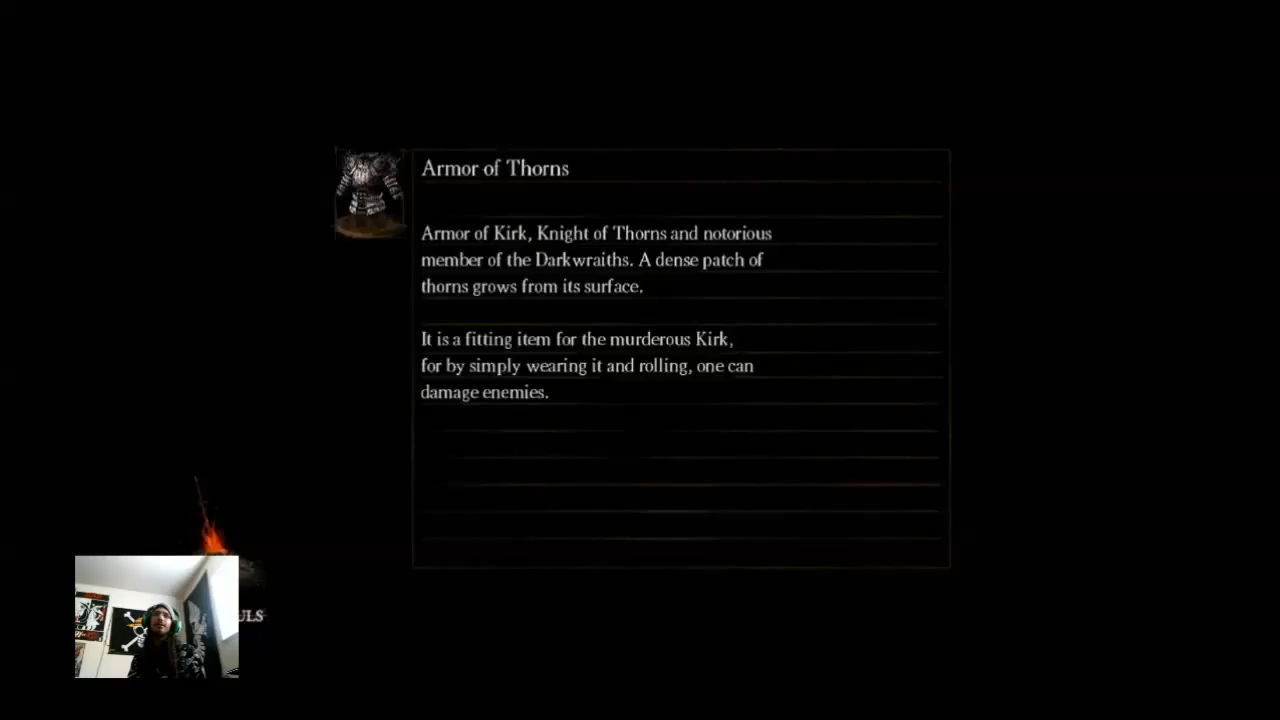 Armor of Thorns
Armor of Kirk, Knight of Thorns and notorious
member of the Darkwraiths. A dense patch of
thorns grows from its surface.
It is a fitting item for the murderous Kirk,
for by simply wearing it and rolling, one can
damage enemies.
ULS